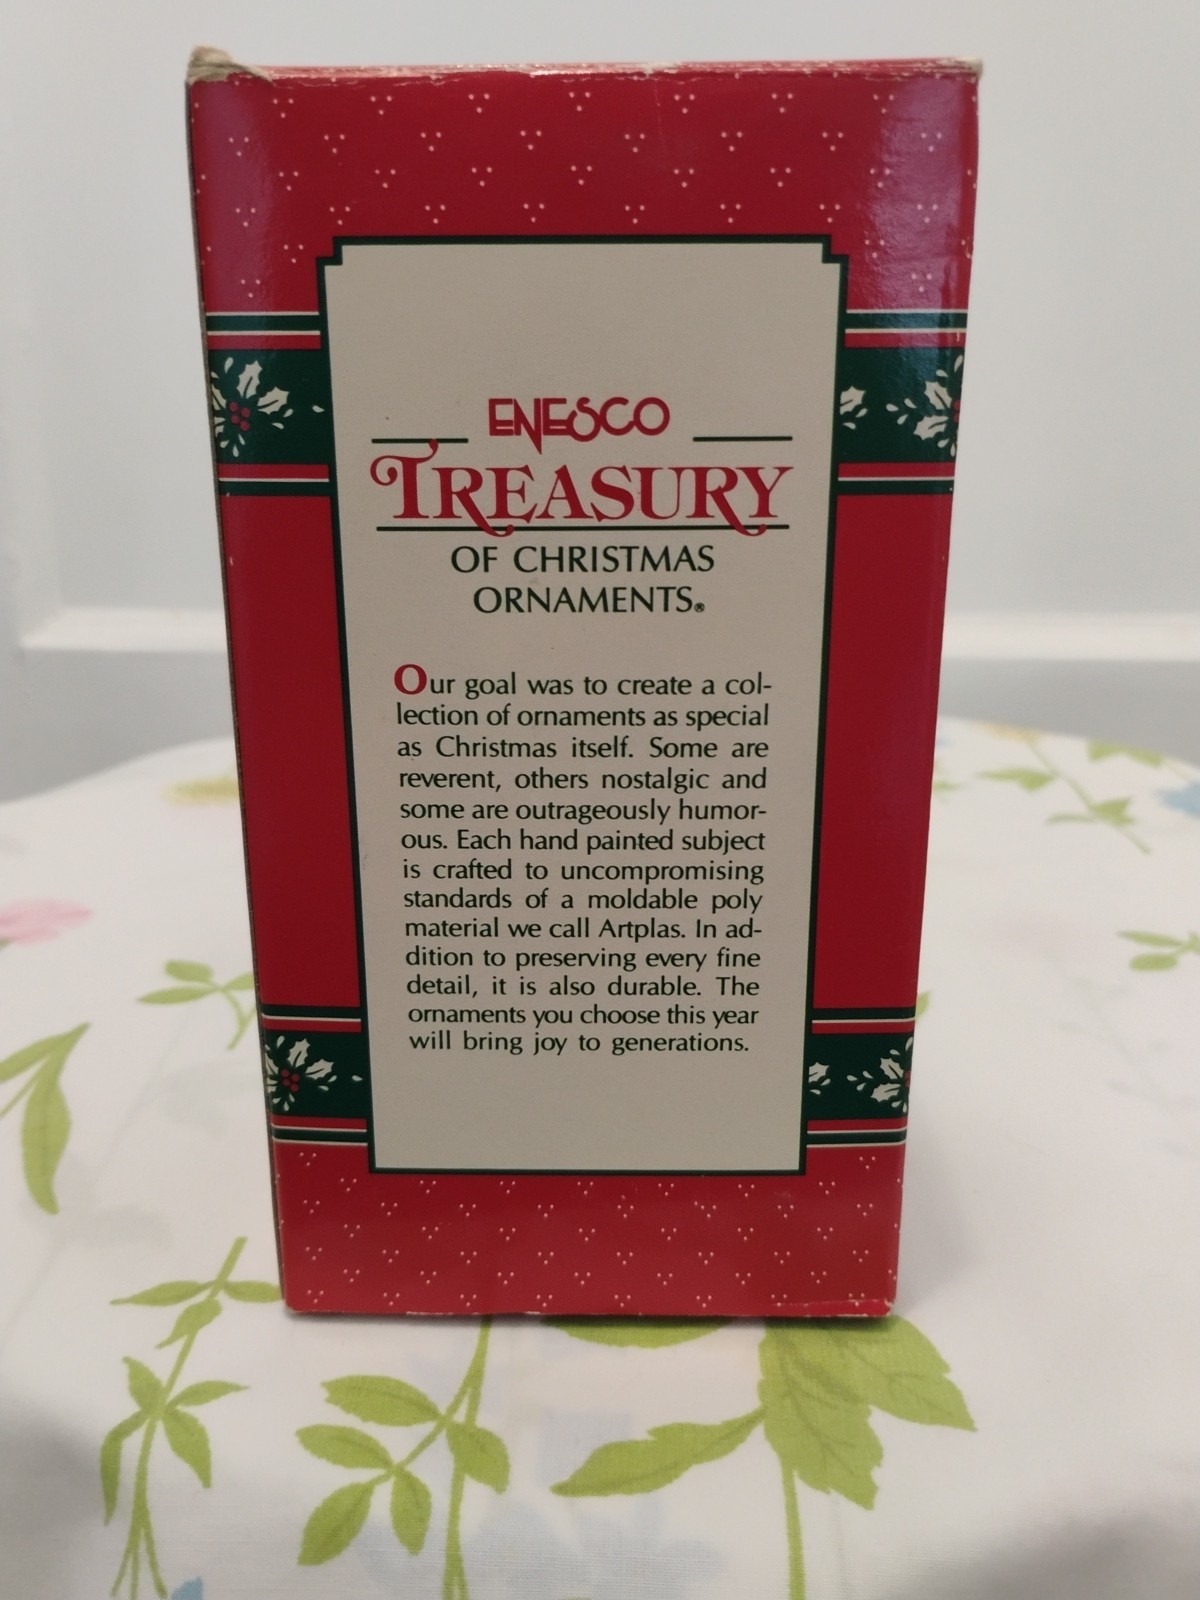 ENESCO
TREASURY
OF CHRISTMAS
ORNAMENTS®
Our goal was to create a col-
lection of ornaments as special
as Christmas itself. Some are
reverent, others nostalgic and
some are outrageously humor-
ous. Each hand painted subject
is crafted to uncompromising
standards of a moldable poly
material we call Artplas. In ad-
dition to preserving every fine
detail, it is also durable. The
ornaments you choose this year
will bring joy to generations.